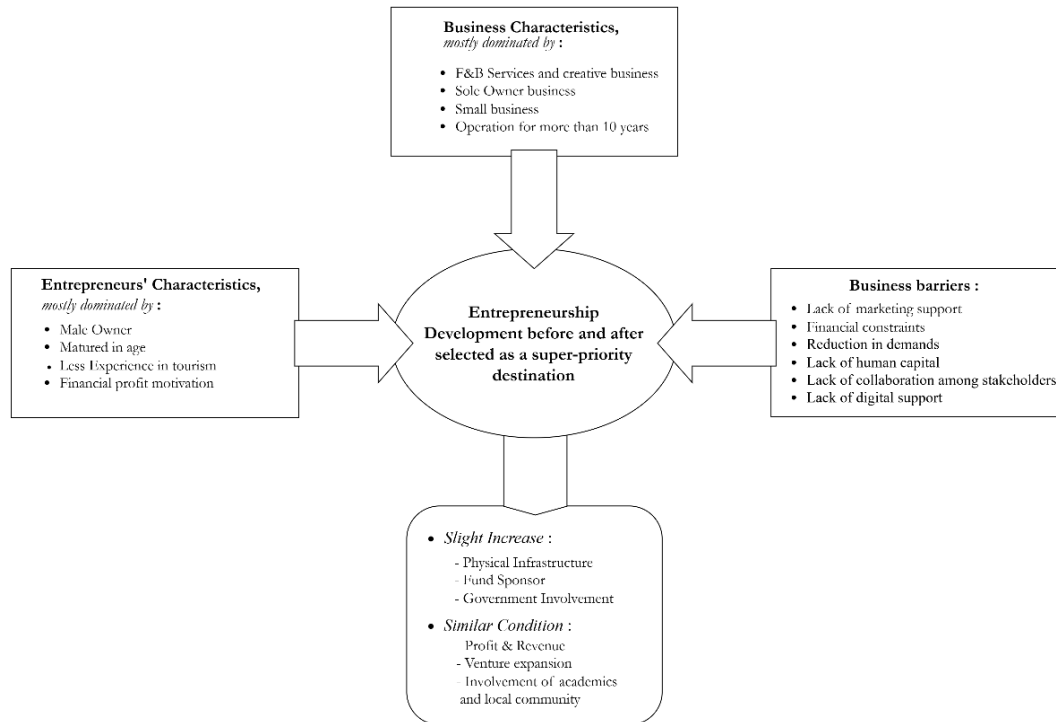 Business Characteristics,
mostly dominated by :
• F&B Services and creative business
• Sole Owner business
• Small business
• Operation for more than 10 years
Entrepreneurs' Characteristics,
mostly dominated by :
• Male Owner
• Matured in age
• Less Experience in tourism
• Financial profit motivation
Entrepreneurship
Development before and after
selected as a super-priority
destination
Business barriers :
• Lack of marketing support
• Financial constraints
• Reduction in demands
• Lack of human capital
• Lack of collaboration among stakeholders
• Lack of digital support
• Slight Increase :
- Physical Infrastructure
- Fund Sponsor
- Government Involvement
• Similar Condition :
Profit & Revenue
- Venture expansion
- Involvement of academics
and local community